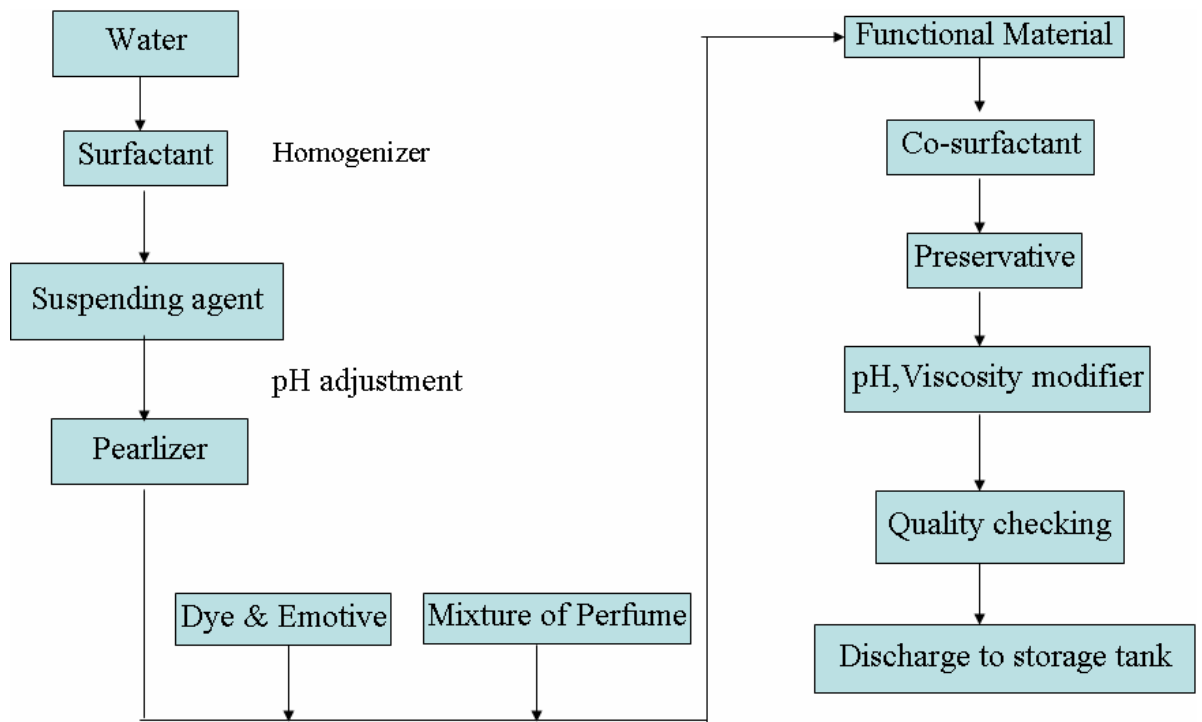 Water
Surfactant
Homogenizer
Suspending agent
pH adjustment
Pearlizer
Dye & Emotive
Mixture of Perfume
Functional Material
Co-surfactant
Preservative
pH,Viscosity modifier
Quality checking
Discharge to storage tank